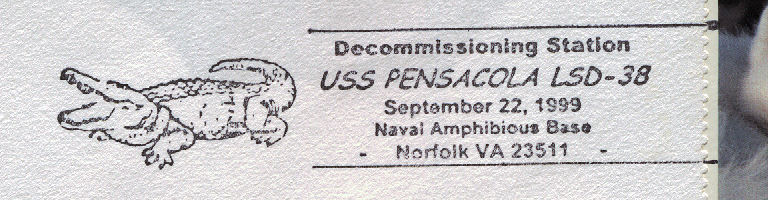 Decommissioning Station
USS PENSACOLA LSD-38
September 22, 1999
Naval Amphibious Base
- Norfolk VA 23511 -